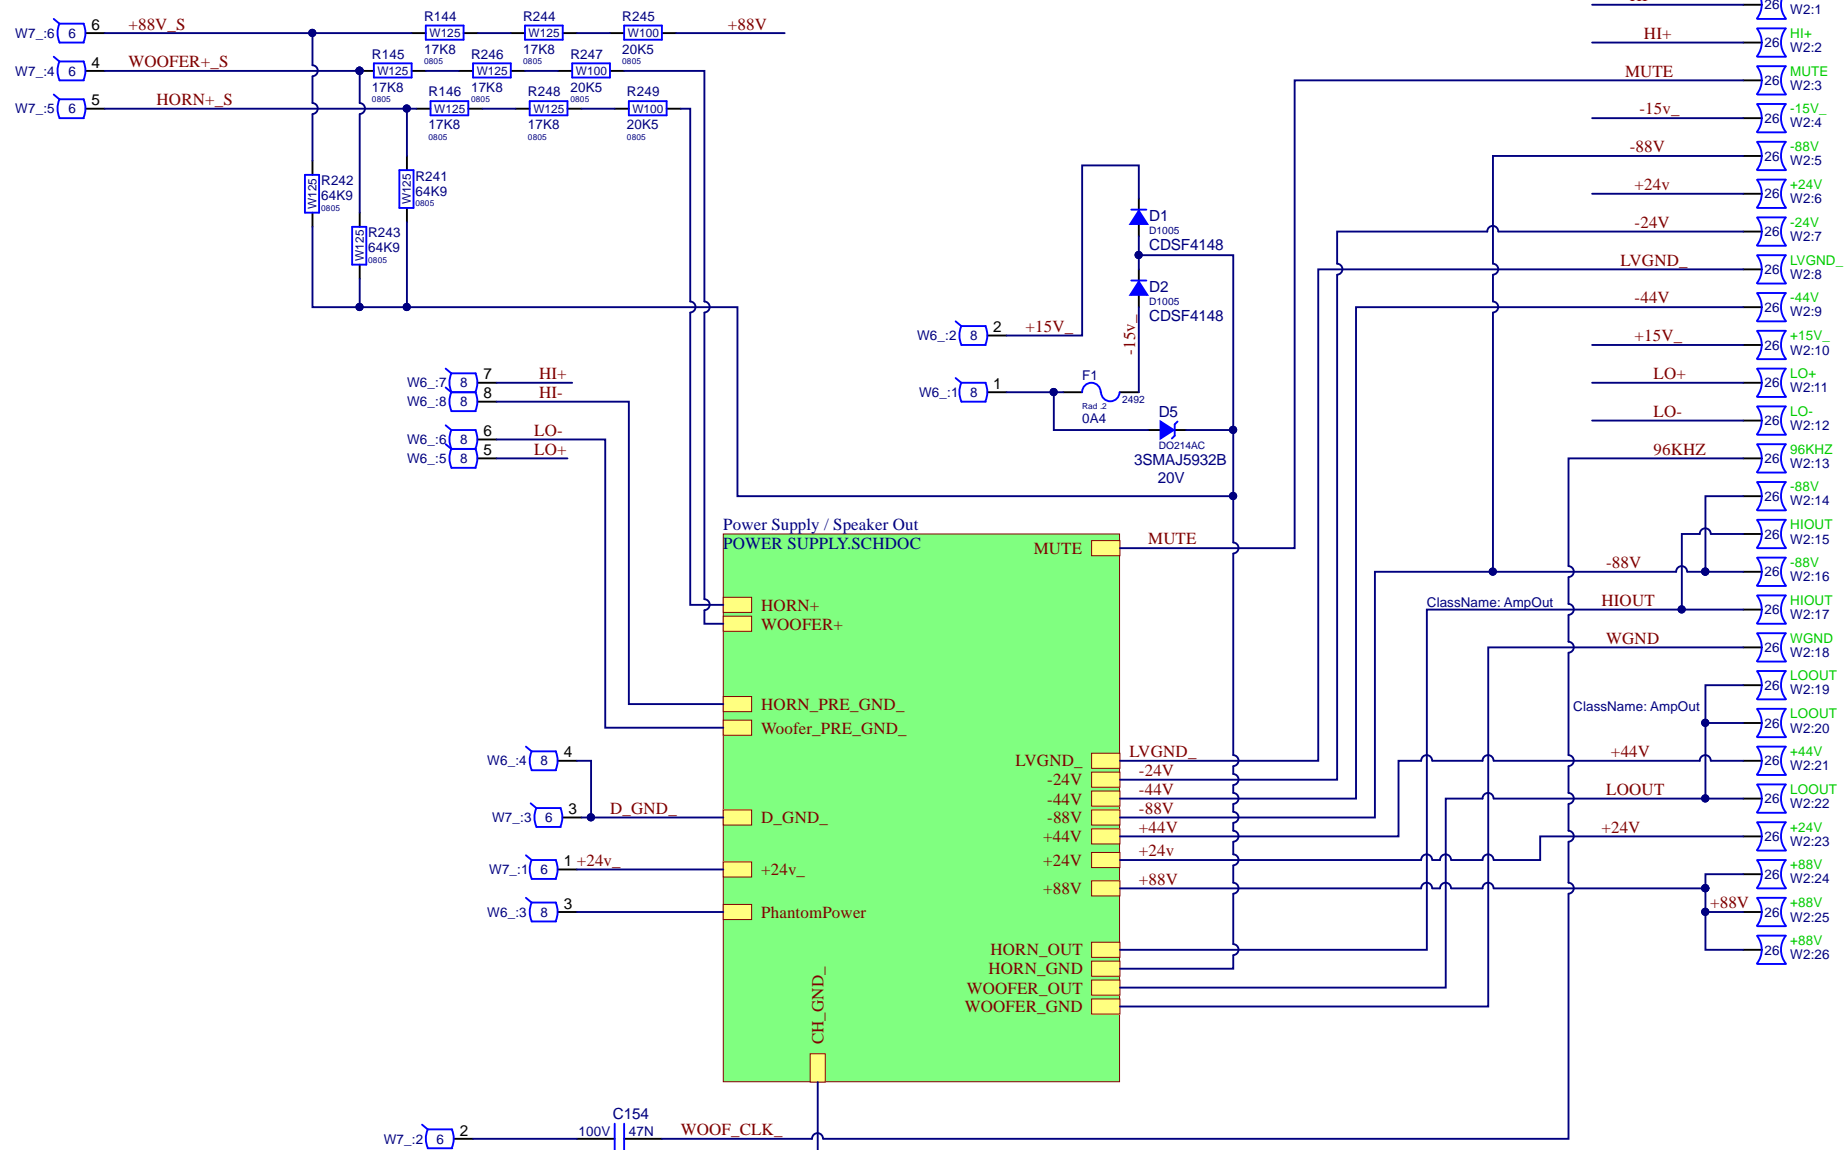 W7_:6 6 6 +88V_S
R144 W125 17K8 0805
R244 W125 17K8
R245 W100 20K5 0805
+88V
W7_:4 6 4 WOOFER+_S
R145 W125 17K8 0805
R246 W125 17K8
R247 W100 20K5 0805
W7_:5 6 5 HORN+_S
R146 W125 17K8 0805
R248 W125 17K8 0805
R249 W100 20K5 0805
R242 W125 64K9 0805
R241 W125 64K9 0805
R243 W125 64K9 0805
D1
D1005
CDSF4148
D2
D1005
CDSF4148
-15v_
W6_:2 8 2 +15V_
W6_:1 8 1
F1
Rad .2
2492
0A4
D5
DO214AC
3SMAJ5932B
20V
W6_:7 8 7 HI+
W6_:8 8 8 HI-
W6_:6 8 6 LO-
W6_:5 8 5 LO+
Power Supply / Speaker Out
POWER SUPPLY.SCHDOC
MUTE MUTE
HORN+
WOOFER+
HORN_PRE_GND_
Woofer_PRE_GND_
W6_:4 8 4
W7_:3 6 3 D_GND_ D_GND_
W7_:1 6 1 +24v_ +24v_
W6_:3 8 3 PhantomPower
LVGND_ LVGND_
-24V -24V
-44V -44V
-88V -88V
+44V +44V
+24V +24v
+88V +88V
HORN_OUT
HORN_GND
WOOFER_OUT
WOOFER_GND
CH_GND_
W7_:2 6 2
C154
100V 47N
WOOF_CLK_
26 W2:1
HI+ 26 HI+ W2:2
MUTE 26 MUTE W2:3
-15v_ 26 -15V_ W2:4
-88V 26 -88V W2:5
+24v 26 +24V W2:6
-24V 26 -24V W2:7
LVGND_ 26 LVGND_ W2:8
-44V 26 -44V W2:9
+15V_ 26 +15V_ W2:10
LO+ 26 LO+ W2:11
LO- 26 LO- W2:12
96KHZ 26 96KHZ W2:13
26 -88V W2:14
26 HIOUT W2:15
-88V 26 -88V W2:16
ClassName: AmpOut
HIOUT 26 HIOUT W2:17
WGND 26 WGND W2:18
26 LOOUT W2:19
ClassName: AmpOut
26 LOOUT W2:20
+44V 26 +44V W2:21
LOOUT 26 LOOUT W2:22
+24V 26 +24V W2:23
26 +88V W2:24
+88V 26 +88V W2:25
26 +88V W2:26